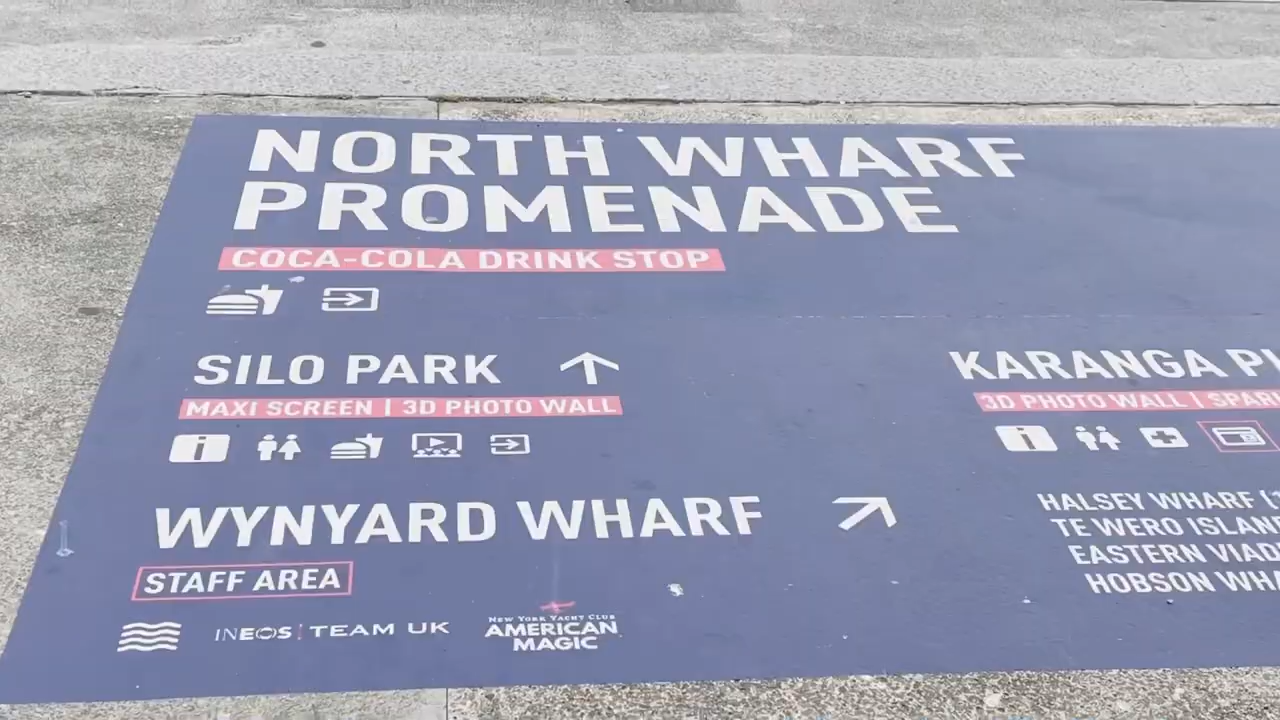 NORTH WHARF
PROMENADE
COCA-COLA DRINK STOP
SILO PARK
MAXI SCREEN | 3D PHOTO WALL
WYNYARD WHARF
STAFF AREA
INEOS | TEAM UK
NEW YORK YACHT CLUB
AMERICAN
MAGIC
KARANGA
3D PHOTO WALL |
HALSEY WHARF
TE WERO
EASTERN
HOBSON